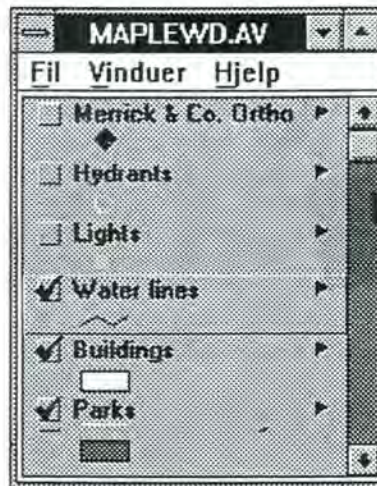 MAPLEWD.AV
Fil Vinduer Hjelp
Merrick & Co. Ortho
Hydrants
Lights
Water lines
Buildings
Parks